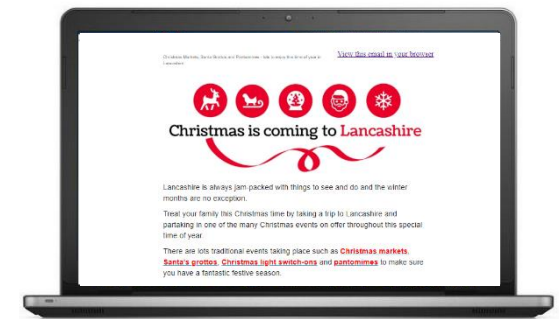 Christmas Markets, Santa Grottos and Pantomimes - lets to enjoy this time of year in
Lancashire
View this email in your browser
Christmas is coming to Lancashire
Lancashire is always jam-packed with things to see and do and the winter
months are no exception.
Treat your family this Christmas time by taking a trip to Lancashire and
partaking in one of the many Christmas events on offer throughout this special
time of year.
There are lots traditional events taking place such as Christmas markets,
Santa's grottos, Christmas light switch-ons and pantomimes to make sure
you have a fantastic festive season.